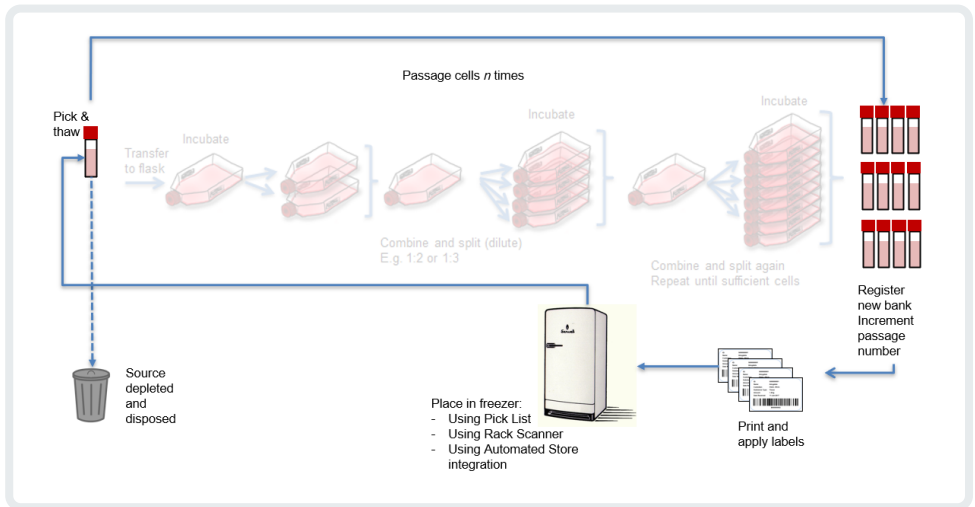 Passage cells n times
Pick &
thaw
Transfer
to flask
Incubate
Incubate
Incubate
Combine and split (dilute)
E.g. 1:2 or 1:3
Combine and split again
Repeat until sufficient cells
Register
new bank
Increment
passage
number
Source
depleted
and
disposed
Place in freezer:
- Using Pick List
- Using Rack Scanner
- Using Automated Store
integration
Print and
apply labels